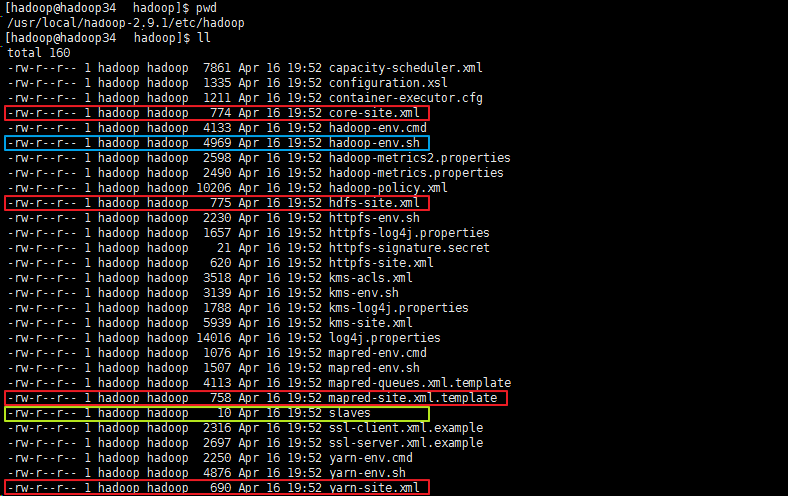 [hadoop@hadoop34 hadoop]$ pwd
/usr/local/hadoop-2.9.1/etc/hadoop
[hadoop@hadoop34 hadoop]$ ll
total 160
-rw-r--r-- 1 hadoop hadoop 7861 Apr 16 19:52 capacity-scheduler.xml
-rw-r--r-- 1 hadoop hadoop 1335 Apr 16 19:52 configuration.xsl
-rw-r--r-- 1 hadoop hadoop 1211 Apr 16 19:52 container-executor.cfg
-rw-r--r-- 1 hadoop hadoop 774 Apr 16 19:52 core-site.xml
-rw-r--r-- 1 hadoop hadoop 4133 Apr 16 19:52 hadoop-env.cmd
-rw-r--r-- 1 hadoop hadoop 4969 Apr 16 19:52 hadoop-env.sh
-rw-r--r-- 1 hadoop hadoop 2598 Apr 16 19:52 hadoop-metrics2.properties
-rw-r--r-- 1 hadoop hadoop 2490 Apr 16 19:52 hadoop-metrics.properties
-rw-r--r-- 1 hadoop hadoop 10206 Apr 16 19:52 hadoop-policy.xml
-rw-r--r-- 1 hadoop hadoop 775 Apr 16 19:52 hdfs-site.xml
-rw-r--r-- 1 hadoop hadoop 2230 Apr 16 19:52 httpfs-env.sh
-rw-r--r-- 1 hadoop hadoop 1657 Apr 16 19:52 httpfs-log4j.properties
-rw-r--r-- 1 hadoop hadoop 21 Apr 16 19:52 httpfs-signature.secret
-rw-r--r-- 1 hadoop hadoop 620 Apr 16 19:52 httpfs-site.xml
-rw-r--r-- 1 hadoop hadoop 3518 Apr 16 19:52 kms-acls.xml
-rw-r--r-- 1 hadoop hadoop 3139 Apr 16 19:52 kms-env.sh
-rw-r--r-- 1 hadoop hadoop 1788 Apr 16 19:52 kms-log4j.properties
-rw-r--r-- 1 hadoop hadoop 5939 Apr 16 19:52 kms-site.xml
-rw-r--r-- 1 hadoop hadoop 14016 Apr 16 19:52 log4j.properties
-rw-r--r-- 1 hadoop hadoop 1076 Apr 16 19:52 mapred-env.cmd
-rw-r--r-- 1 hadoop hadoop 1507 Apr 16 19:52 mapred-env.sh
-rw-r--r-- 1 hadoop hadoop 4113 Apr 16 19:52 mapred-queues.xml.template
-rw-r--r-- 1 hadoop hadoop 758 Apr 16 19:52 mapred-site.xml.template
-rw-r--r-- 1 hadoop hadoop 10 Apr 16 19:52 slaves
-rw-r--r-- 1 hadoop hadoop 2316 Apr 16 19:52 ssl-client.xml.example
-rw-r--r-- 1 hadoop hadoop 2697 Apr 16 19:52 ssl-server.xml.example
-rw-r--r-- 1 hadoop hadoop 2250 Apr 16 19:52 yarn-env.cmd
-rw-r--r-- 1 hadoop hadoop 4876 Apr 16 19:52 yarn-env.sh
-rw-r--r-- 1 hadoop hadoop 690 Apr 16 19:52 yarn-site.xml